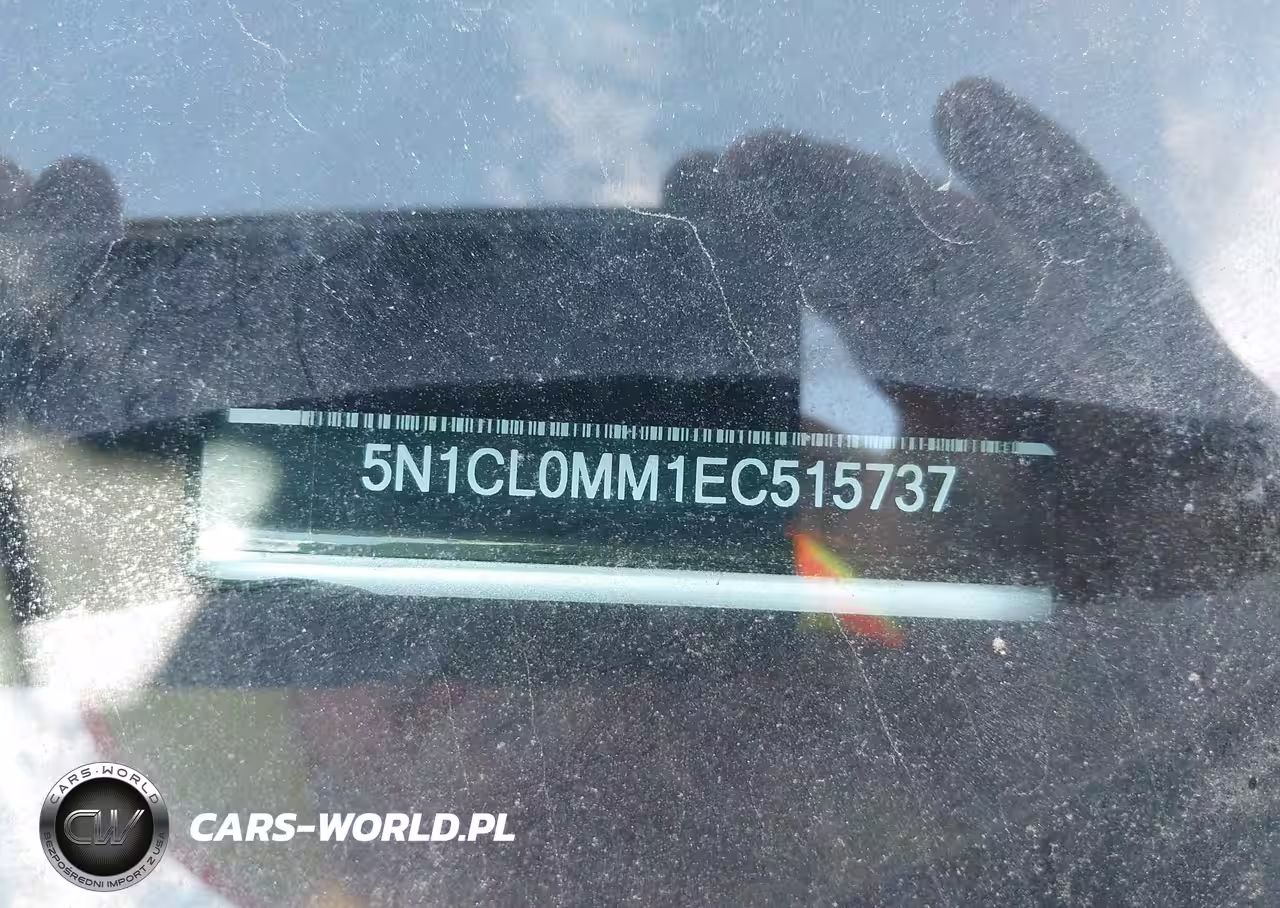 5N1CL0MM1EC515737
CARS-WORLD
CW
BEZPOŚREDNI IMPORT Z USA
CARS-WORLD.PL